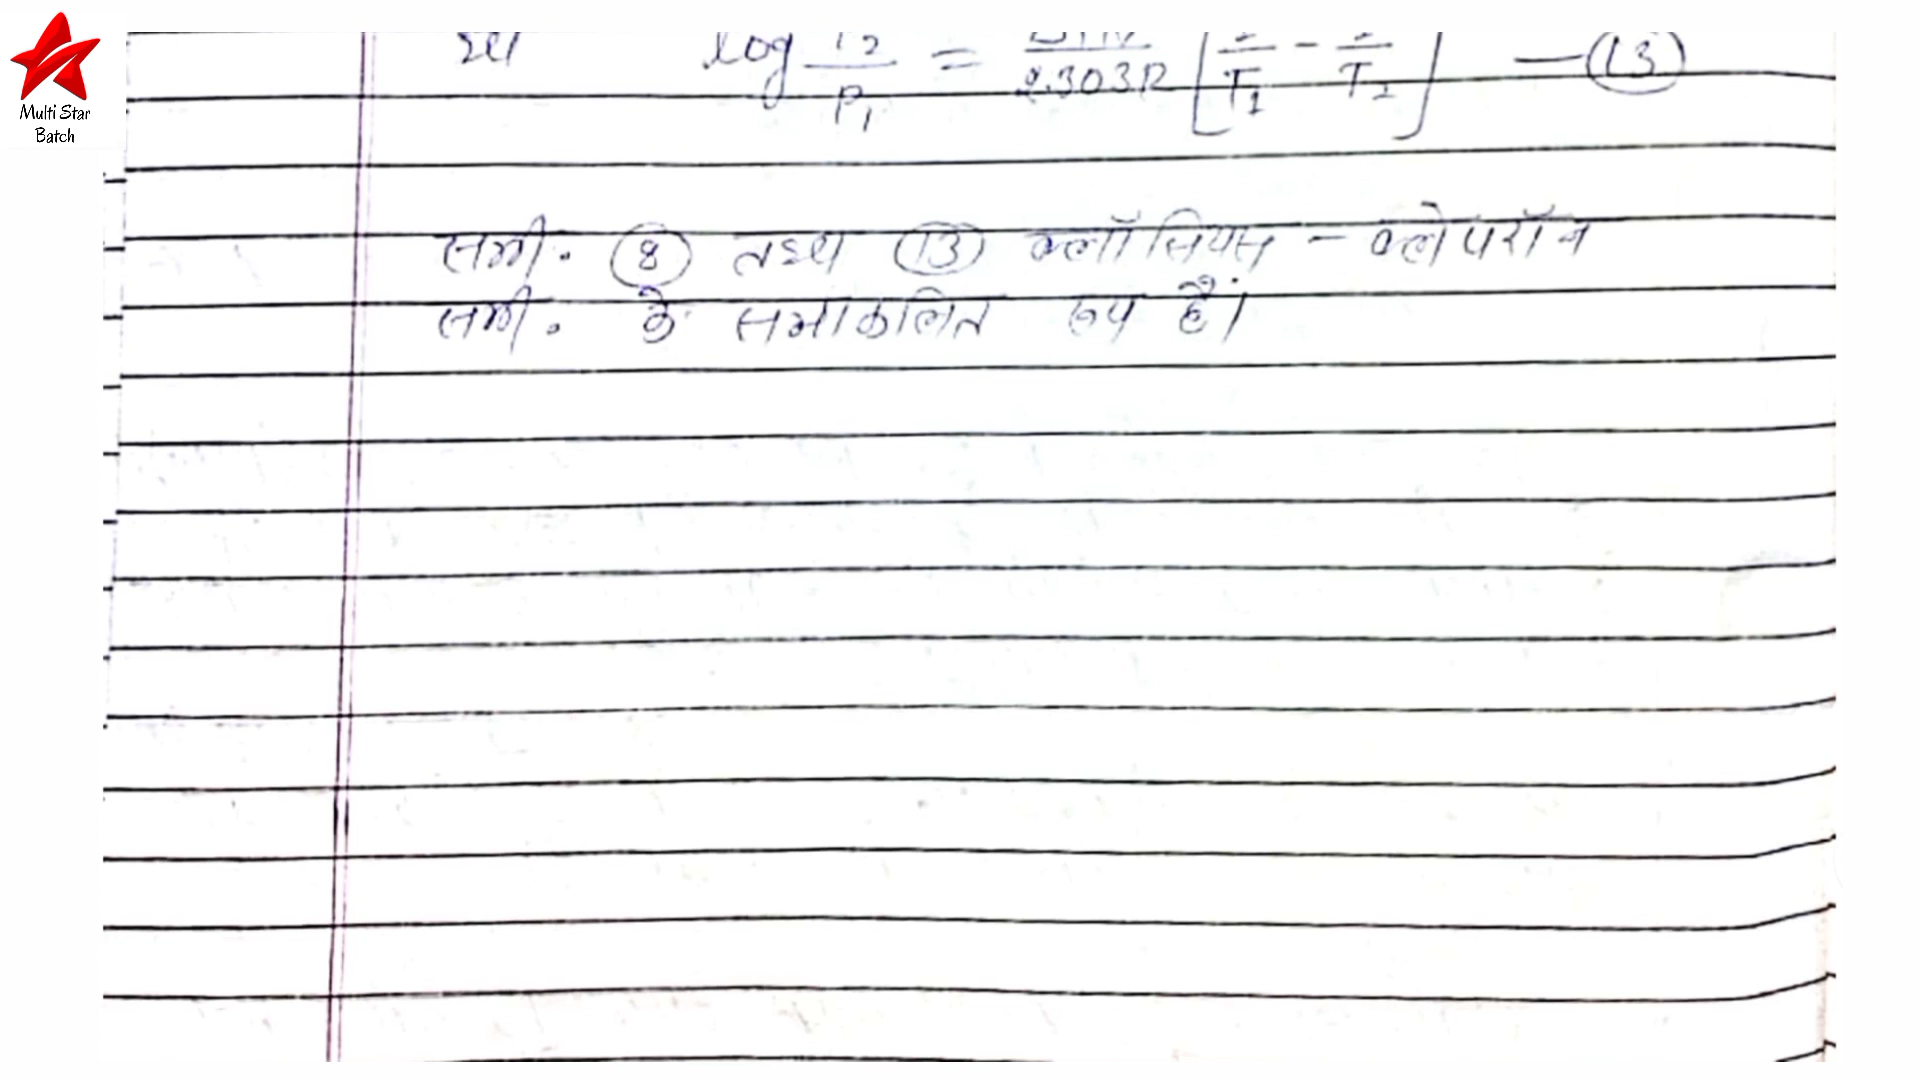 Multi Star
Batch
या log P2/P1 = ΔHv/2.303R [1/T1 - 1/T2] —(13)
समी. (8) तथा (13) क्लॉसियस - क्लेपरॉन
समी. के समाकलित रूप हैं।